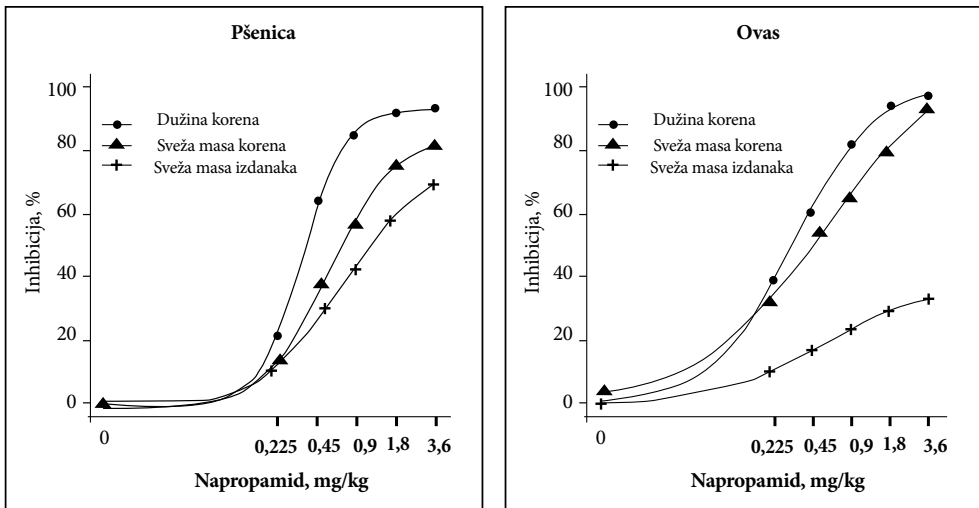 Pšenica
100
80
60
40
20
0
Inhibicija, %
Dužina korena
Sveža masa korena
Sveža masa izdanaka
0
0,225
0,45
0,9
1,8
3,6
Napropamid, mg/kg
Ovas
100
80
60
40
20
0
Inhibicija, %
Dužina korena
Sveža masa korena
Sveža masa izdanaka
0
0,225
0,45
0,9
1,8
3,6
Napropamid, mg/kg